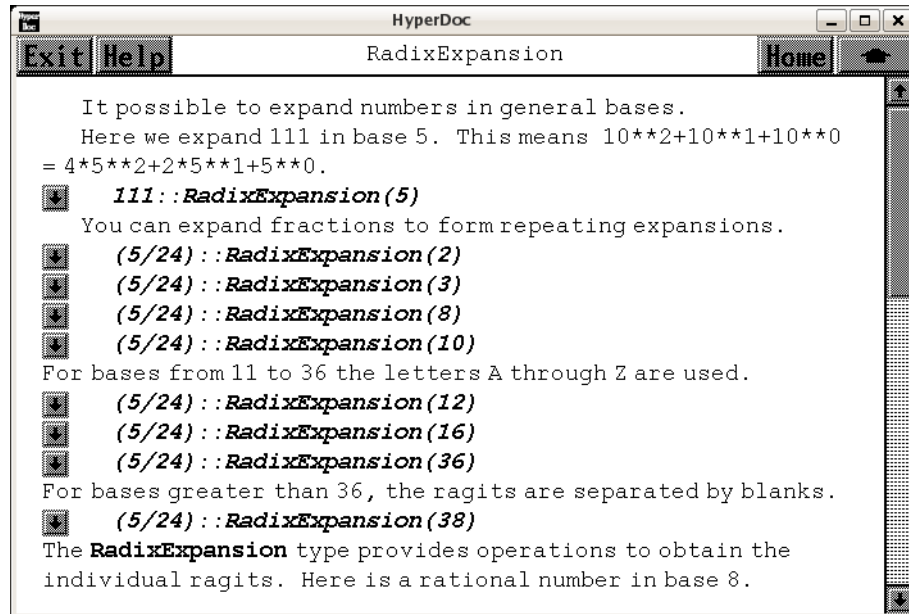 Hyper Doc
HyperDoc
Exit Help RadixExpansion Home
It possible to expand numbers in general bases.
Here we expand 111 in base 5. This means 10**2+10**1+10**0
= 4*5**2+2*5**1+5**0.
111::RadixExpansion(5)
You can expand fractions to form repeating expansions.
(5/24)::RadixExpansion(2)
(5/24)::RadixExpansion(3)
(5/24)::RadixExpansion(8)
(5/24)::RadixExpansion(10)
For bases from 11 to 36 the letters A through Z are used.
(5/24)::RadixExpansion(12)
(5/24)::RadixExpansion(16)
(5/24)::RadixExpansion(36)
For bases greater than 36, the ragits are separated by blanks.
(5/24)::RadixExpansion(38)
The RadixExpansion type provides operations to obtain the
individual ragits. Here is a rational number in base 8.